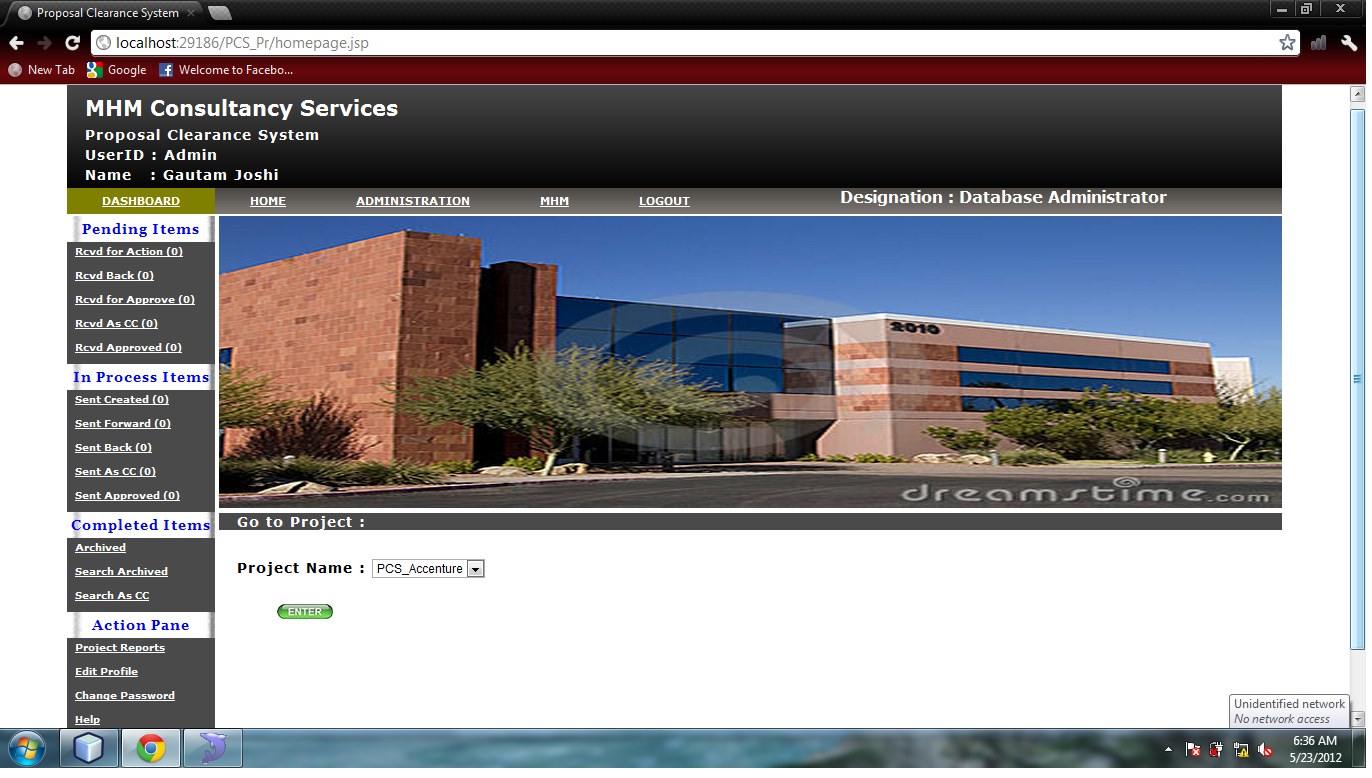 Proposal Clearance System
localhost:29186/PCS_Pr/homepage.jsp
New Tab Google Welcome to Facebo...
MHM Consultancy Services
Proposal Clearance System
UserID : Admin
Name : Gautam Joshi
DASHBOARD HOME ADMINISTRATION MHM LOGOUT Designation : Database Administrator
Pending Items
Rcvd for Action (0)
Rcvd Back (0)
Rcvd for Approve (0)
Rcvd As CC (0)
Rcvd Approved (0)
In Process Items
Sent Created (0)
Sent Forward (0)
Sent Back (0)
Sent As CC (0)
Sent Approved (0)
Completed Items
Archived
Search Archived
Search As CC
Action Pane
Project Reports
Edit Profile
Change Password
Help
2010
dreamstime.com
Go to Project :
Project Name : PCS_Accenture
ENTER
Unidentified network
No network access
6:36 AM
5/23/2012